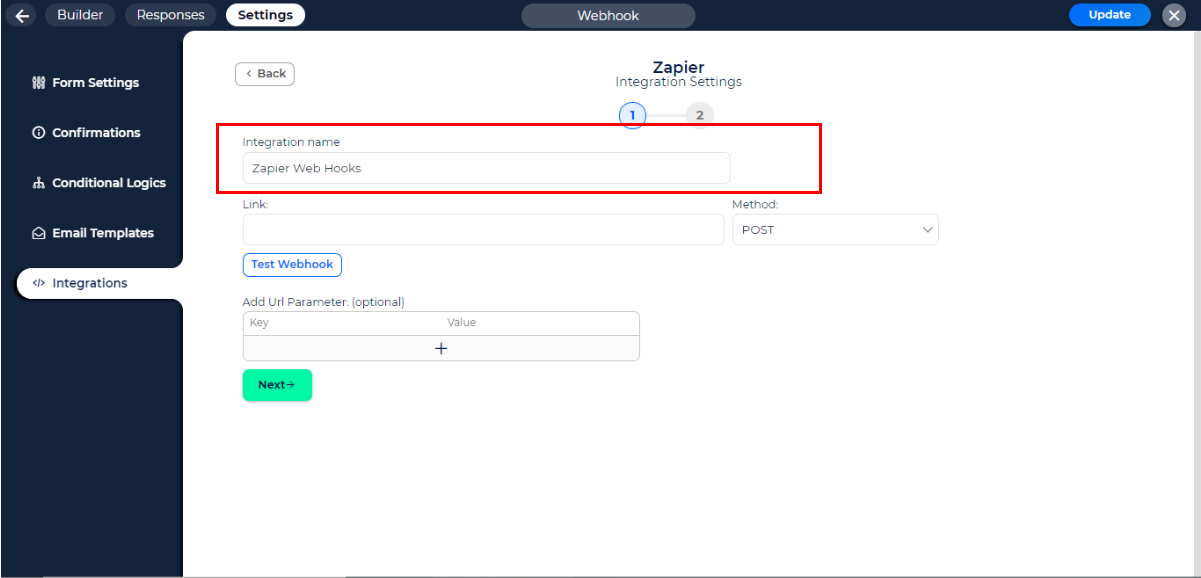 Builder Responses Settings Webhook Update
Form Settings
Confirmations
Conditional Logics
Email Templates
Integrations
Back
Zapier
Integration Settings
1 2
Integration name
Zapier Web Hooks
Link: Method:
POST
Test Webhook
Add Url Parameter: (optional)
Key Value
+
Next→